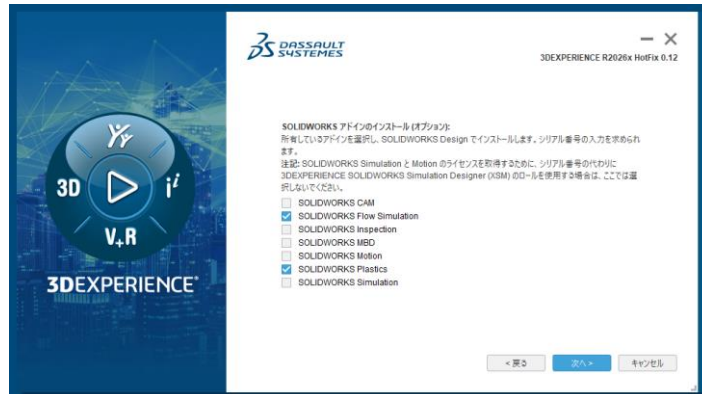 DASSAULT
SYSTEMES
3DEXPERIENCE R2026x HotFix 0.12
3D
V+R
3DEXPERIENCE®
SOLIDWORKS アドインのインストール (オプション):
所有しているアドインを選択し、SOLIDWORKS Design でインストールします。シリアル番号の入力を求められ
ます。
注記: SOLIDWORKS Simulation と Motion のライセンスを取得するために、シリアル番号の代わりに
3DEXPERIENCE SOLIDWORKS Simulation Designer (XSM) のロールを使用する場合は、ここでは選
択しないでください。
SOLIDWORKS CAM
SOLIDWORKS Flow Simulation
SOLIDWORKS Inspection
SOLIDWORKS MBD
SOLIDWORKS Motion
SOLIDWORKS Plastics
SOLIDWORKS Simulation
< 戻る
次へ >
キャンセル